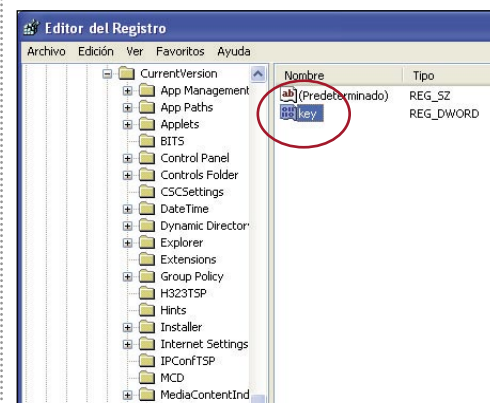 Editor del Registro
Archivo Edición Ver Favoritos Ayuda
CurrentVersion
App Management
App Paths
Applets
BITS
Control Panel
Controls Folder
CSCSettings
DateTime
Dynamic Director
Explorer
Extensions
Group Policy
H323TSP
Hints
Installer
Internet Settings
IPConfTSP
MCD
MediaContentInd
Nombre Tipo
(Predeterminado) REG_SZ
key REG_DWORD